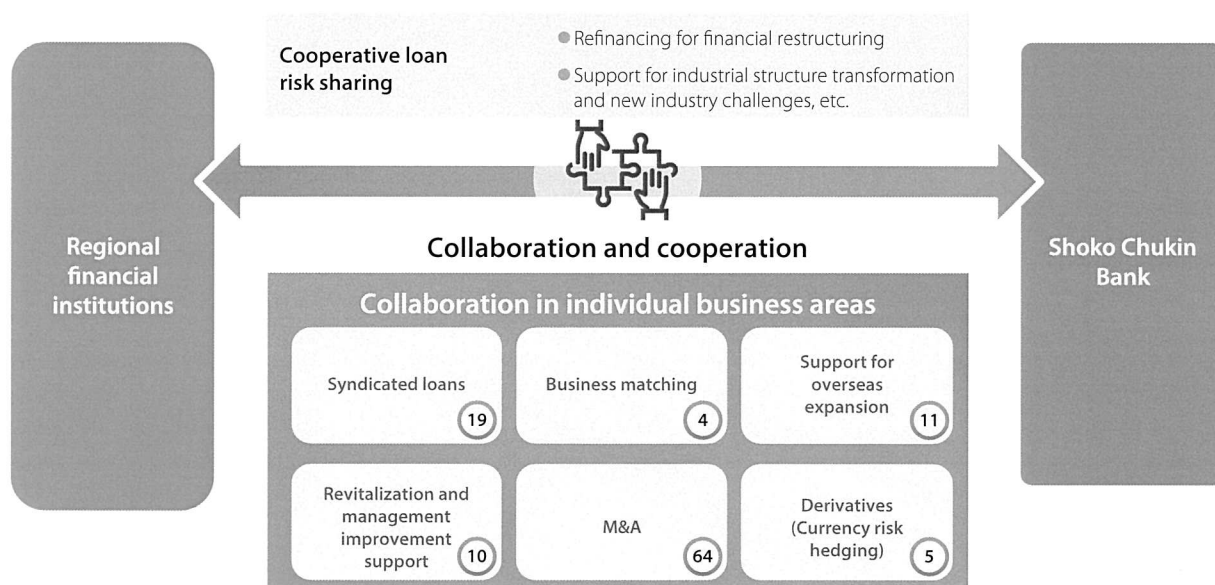 Cooperative loan
risk sharing
● Refinancing for financial restructuring
● Support for industrial structure transformation
and new industry challenges, etc.
Regional
financial
institutions
Collaboration and cooperation
Shoko Chukin
Bank
Collaboration in individual business areas
Syndicated loans
19
Business matching
4
Support for
overseas
expansion
11
Revitalization and
management
improvement
support
10
M&A
64
Derivatives
(Currency risk
hedging)
5